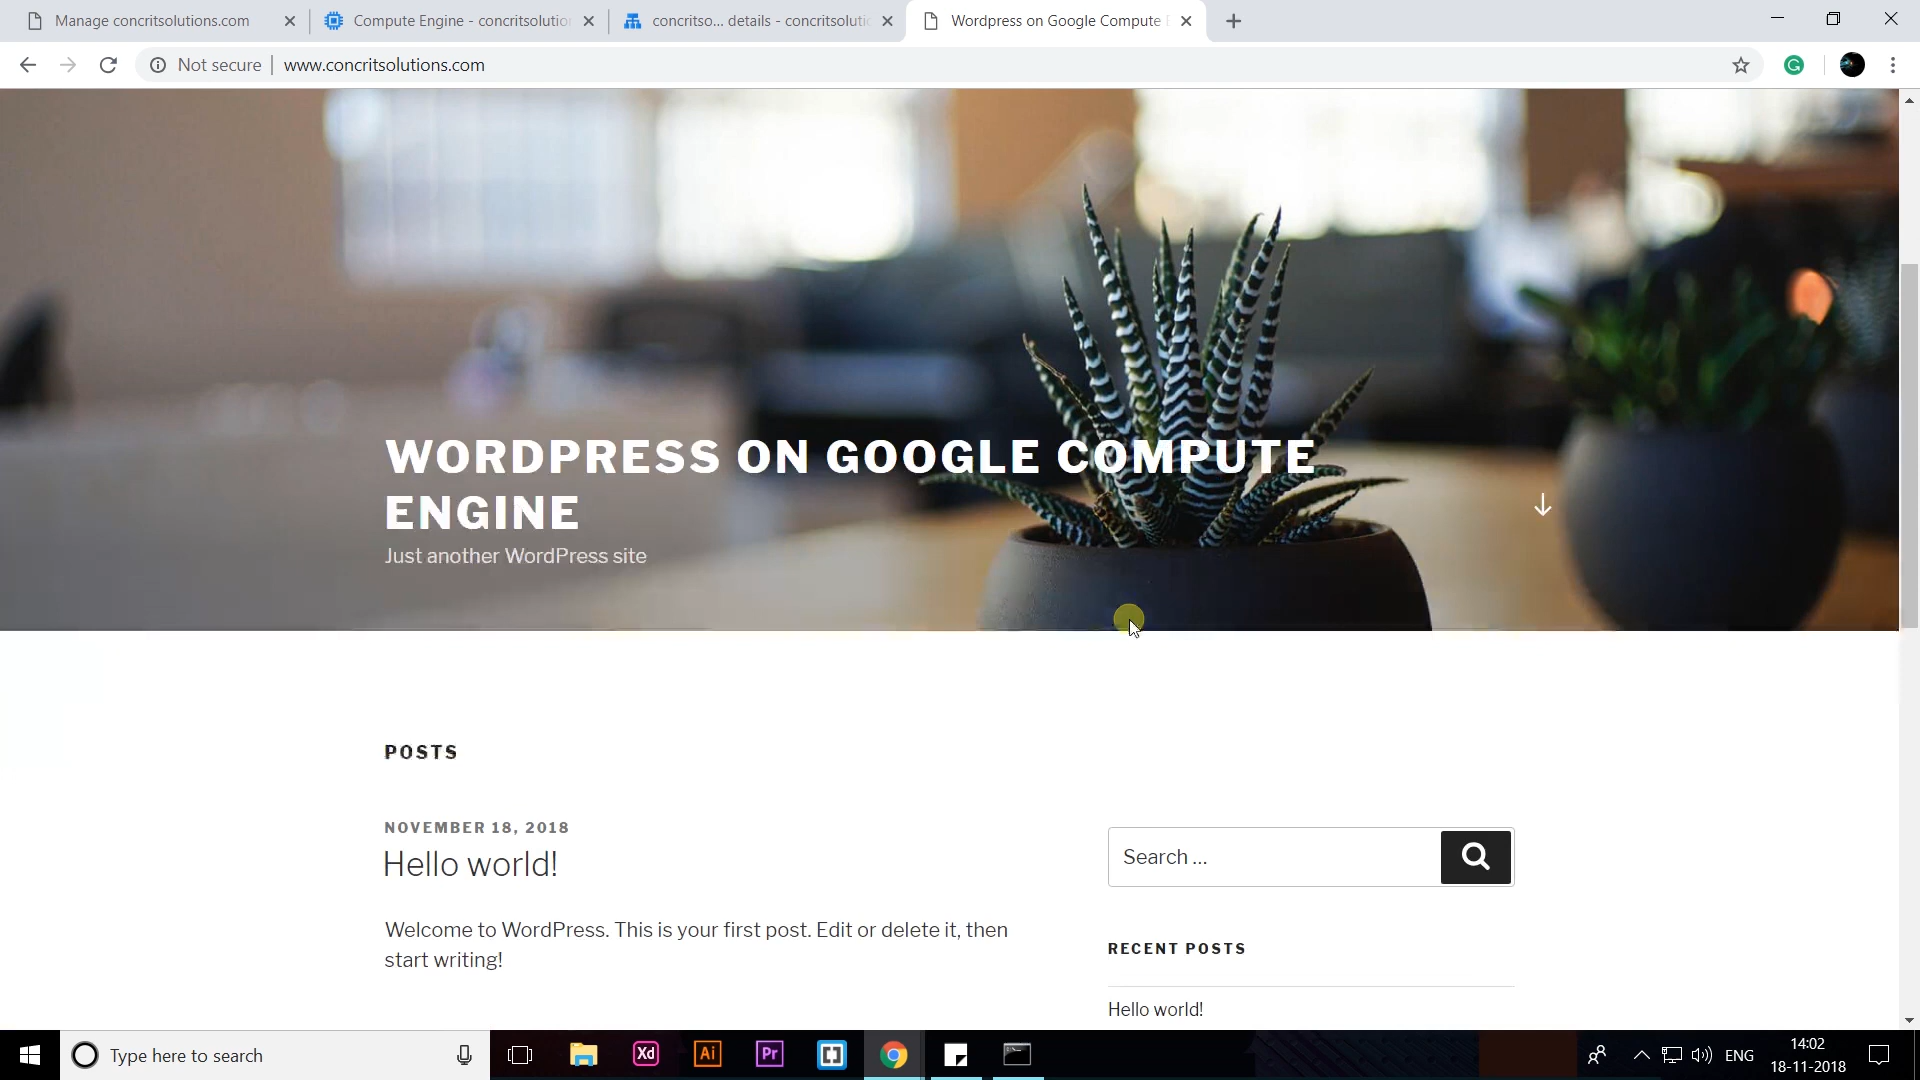 Manage concritsolutions.com
Compute Engine - concritsolutio
concritso... details - concritsolutio
Wordpress on Google Compute E
Not secure
www.concritsolutions.com
WORDPRESS ON GOOGLE COMPUTE
ENGINE
Just another WordPress site
POSTS
NOVEMBER 18, 2018
Hello world!
Welcome to WordPress. This is your first post. Edit or delete it, then
start writing!
Search ...
RECENT POSTS
Hello world!
Type here to search
Xd
Ai
Pr
ENG
14:02
18-11-2018